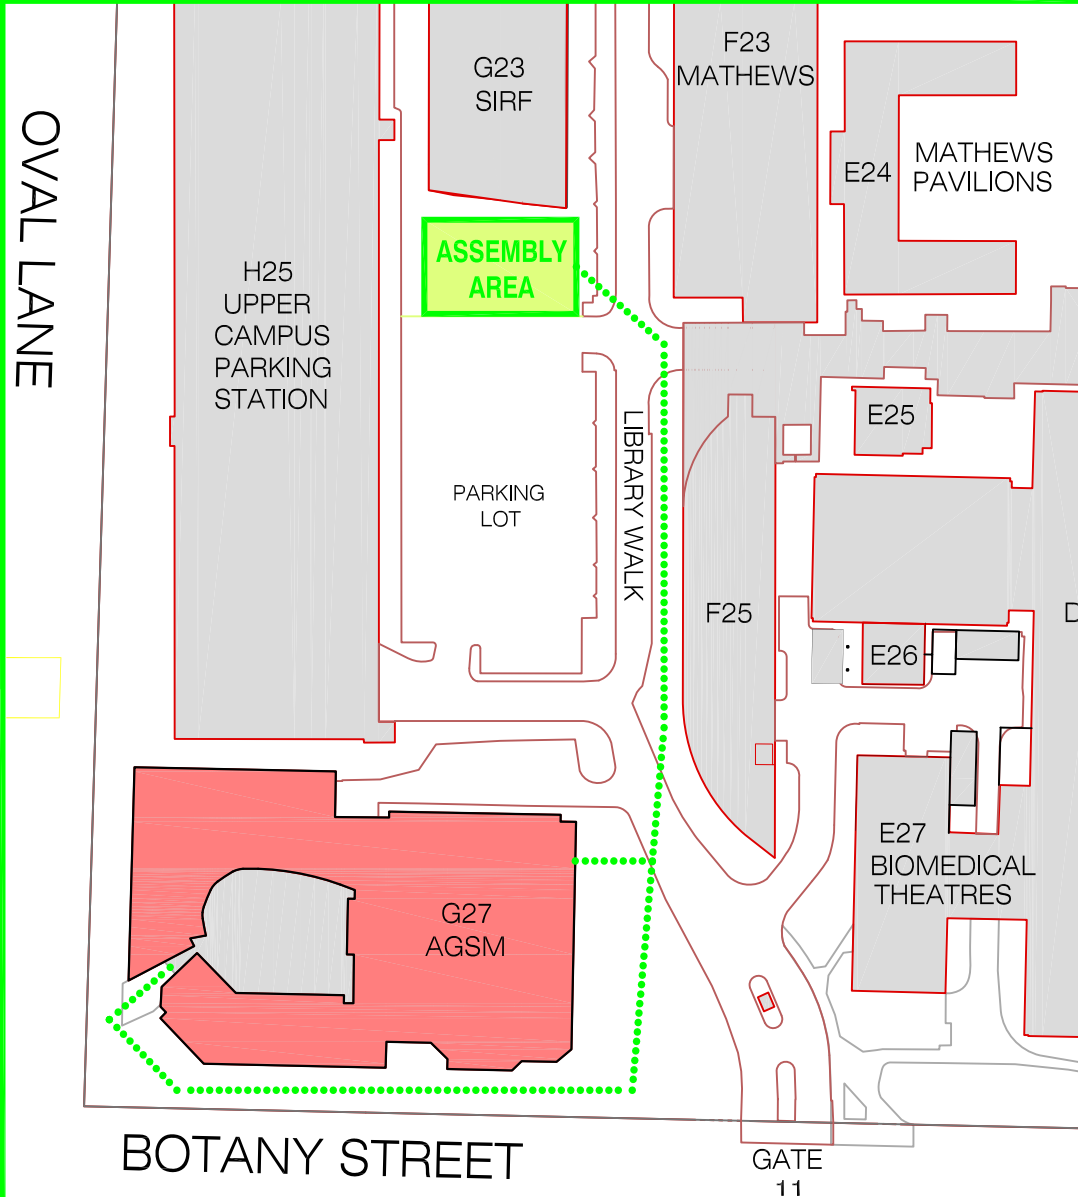 G23
SIRF
F23
MATHEWS
E24
MATHEWS
PAVILIONS
OVAL LANE
ASSEMBLY
AREA
H25
UPPER
CAMPUS
PARKING
STATION
E25
LIBRARY WALK
PARKING
LOT
F25
E26
D
E27
BIOMEDICAL
THEATRES
G27
AGSM
BOTANY STREET
GATE
11